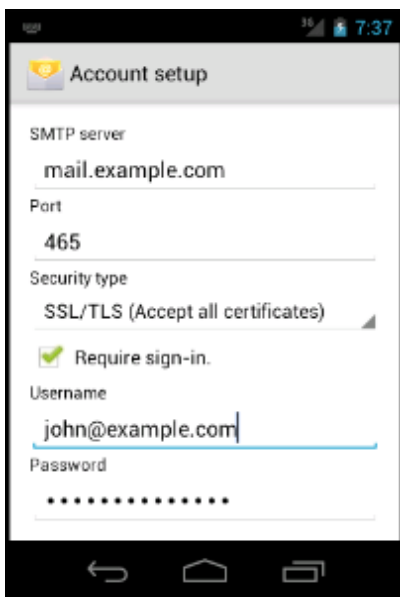 3G 7:37
Account setup
SMTP server
mail.example.com
Port
465
Security type
SSL/TLS (Accept all certificates)
Require sign-in.
Username
john@example.com
Password
••••••••••••••